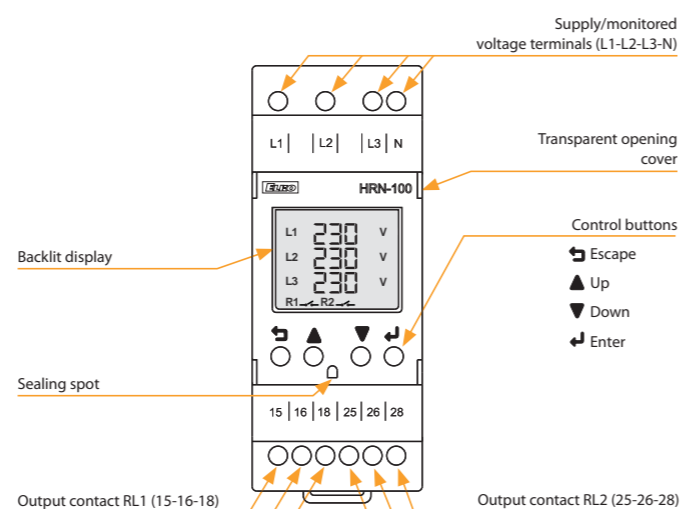 Supply/monitored
voltage terminals (L1-L2-L3-N)
L1 L2 L3 N
Transparent opening
cover
ELKO HRN-100
Control buttons
Escape
Up
Down
Enter
Backlit display
L1 230 V
L2 230 V
L3 230 V
R1 R2
Sealing spot
15 16 18 25 26 28
Output contact RL1 (15-16-18)
Output contact RL2 (25-26-28)